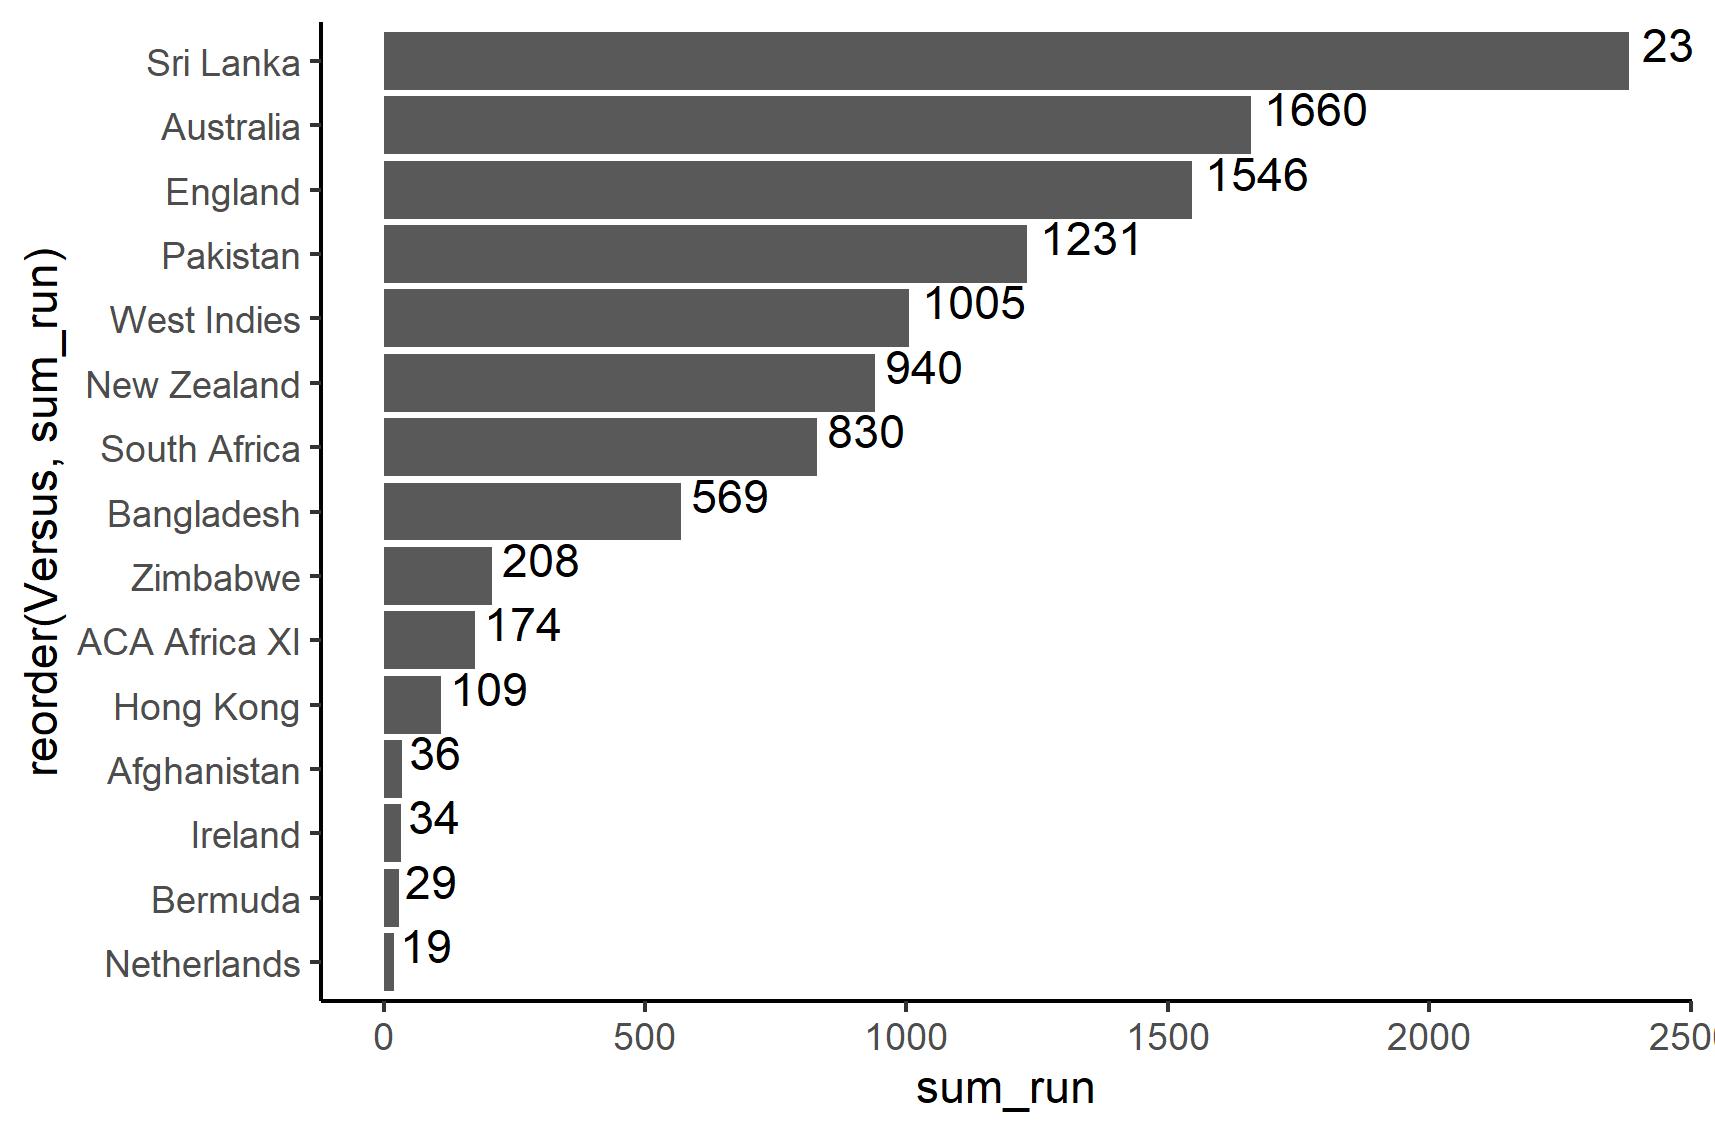 Sri Lanka 23
Australia 1660
England 1546
Pakistan 1231
West Indies 1005
New Zealand 940
South Africa 830
Bangladesh 569
Zimbabwe 208
ACA Africa XI 174
Hong Kong 109
Afghanistan 36
Ireland 34
Bermuda 29
Netherlands 19
reorder(Versus, sum_run)
0 500 1000 1500 2000 250
sum_run